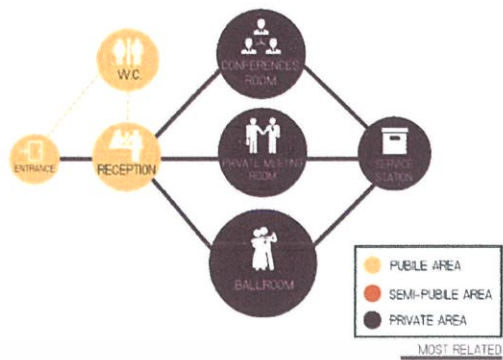 W.C.
CONFERENCES
ROOM
ENTRANCE
RECEPTION
PRIVATE MEETING
ROOM
SERVICE
STATION
BALLROOM
PUBILE AREA
SEMI-PUBILE AREA
PRIVATE AREA
MOST RELATED